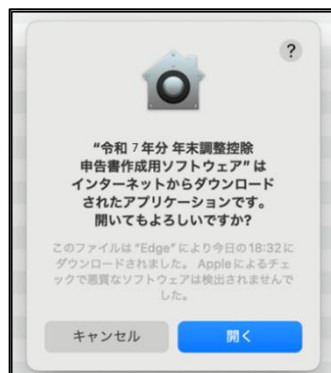 ?
“令和７年分 年末調整控除
申告書作成用ソフトウェア” は
インターネットからダウンロード
されたアプリケーションです。
開いてもよろしいですか?
このファイルは “Edge” により今日の18:32に
ダウンロードされました。 Appleによるチェ
ックで悪質なソフトウェアは検出されませんで
した。
キャンセル
開く